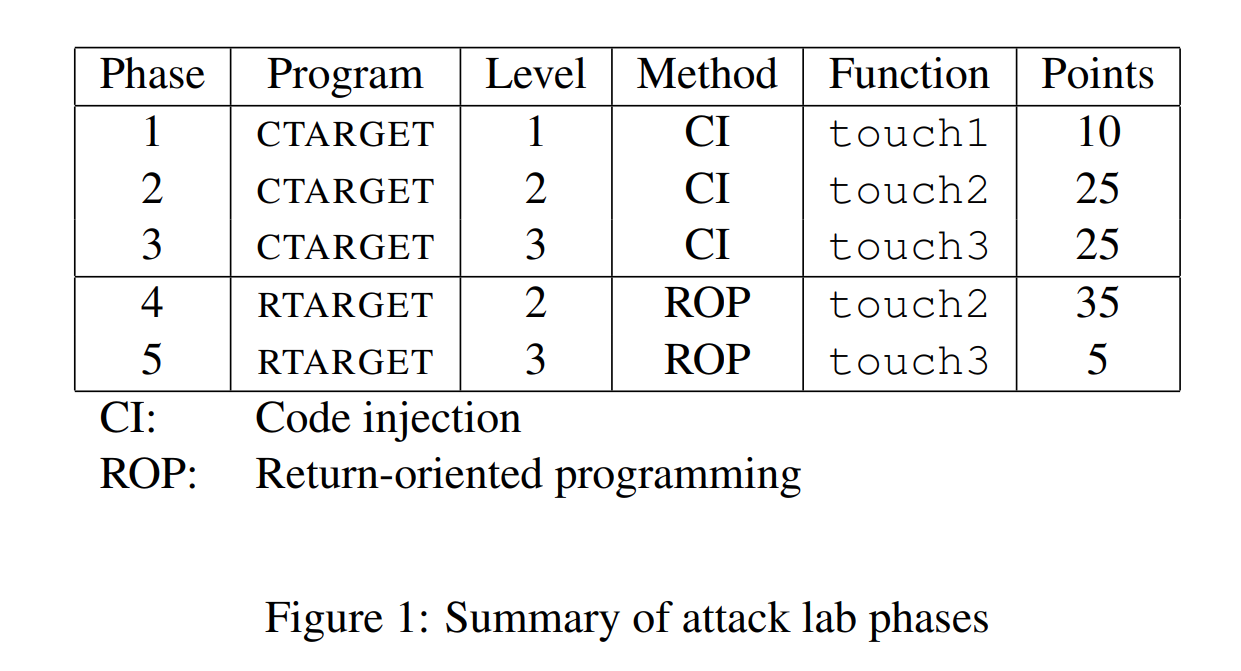 Phase Program Level Method Function Points
1 CTARGET 1 CI touch1 10
2 CTARGET 2 CI touch2 25
3 CTARGET 3 CI touch3 25
4 RTARGET 2 ROP touch2 35
5 RTARGET 3 ROP touch3 5
CI: Code injection
ROP: Return-oriented programming
Figure 1: Summary of attack lab phases